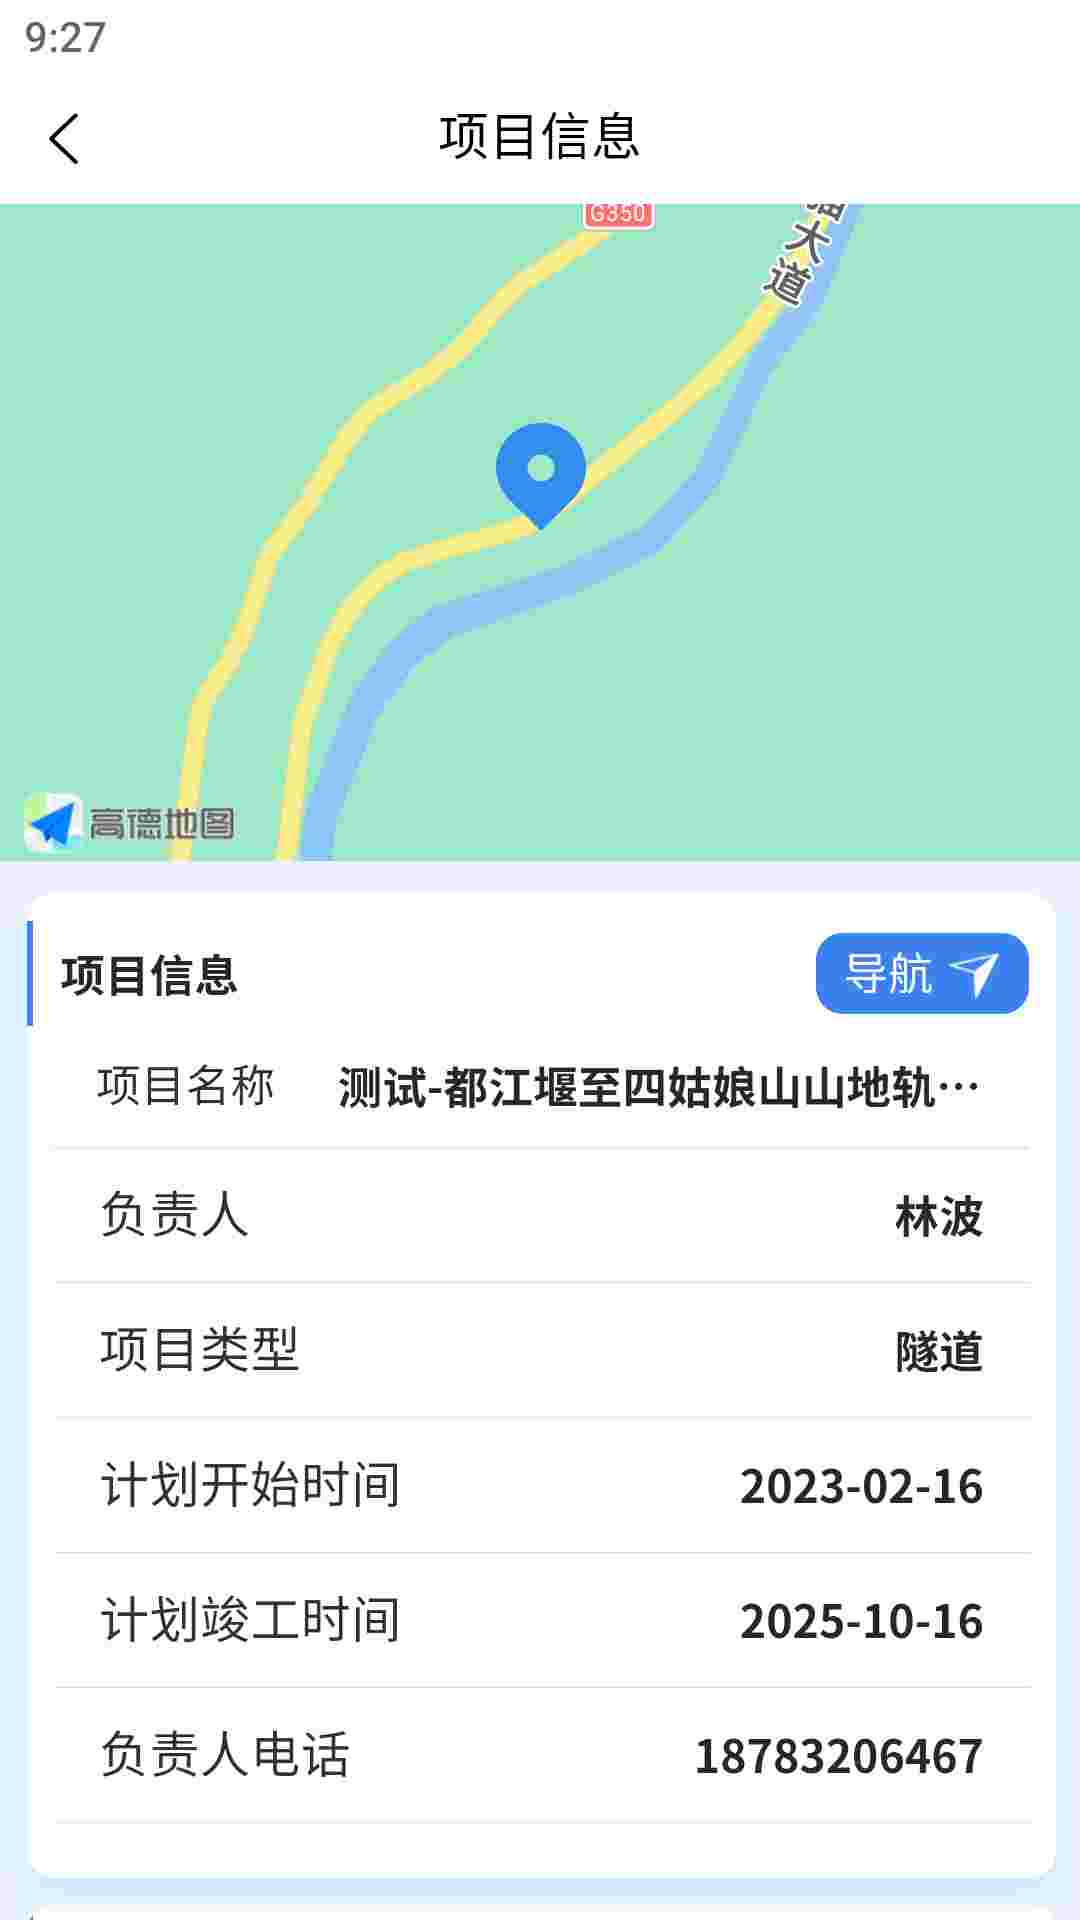 9:27
项目信息
G350
大
道
高德地图
项目信息
导航
项目名称 测试-都江堰至四姑娘山山地轨…
负责人 林波
项目类型 隧道
计划开始时间 2023-02-16
计划竣工时间 2025-10-16
负责人电话 18783206467